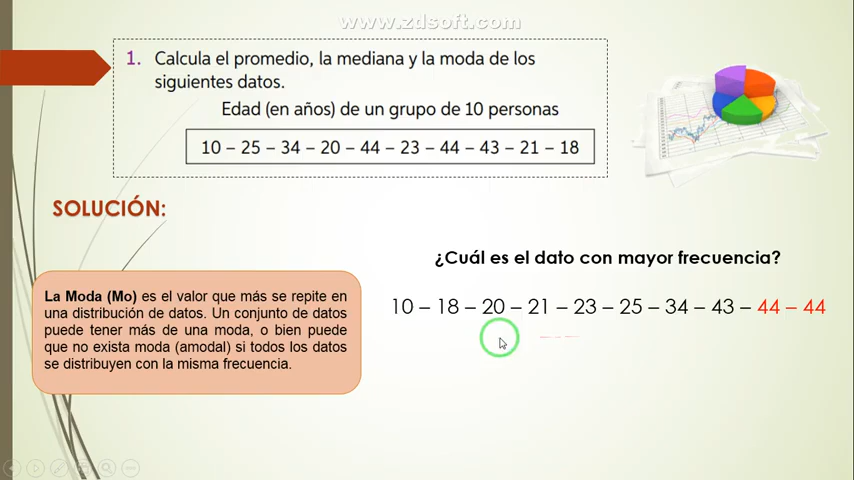 www.zdsoft.com
1. Calcula el promedio, la mediana y la moda de los
siguientes datos.
Edad (en años) de un grupo de 10 personas
10 – 25 – 34 – 20 – 44 – 23 – 44 – 43 – 21 – 18
SOLUCIÓN:
La Moda (Mo) es el valor que más se repite en
una distribución de datos. Un conjunto de datos
puede tener más de una moda, o bien puede
que no exista moda (amodal) si todos los datos
se distribuyen con la misma frecuencia.
¿Cuál es el dato con mayor frecuencia?
10 – 18 – 20 – 21 – 23 – 25 – 34 – 43 – 44 – 44